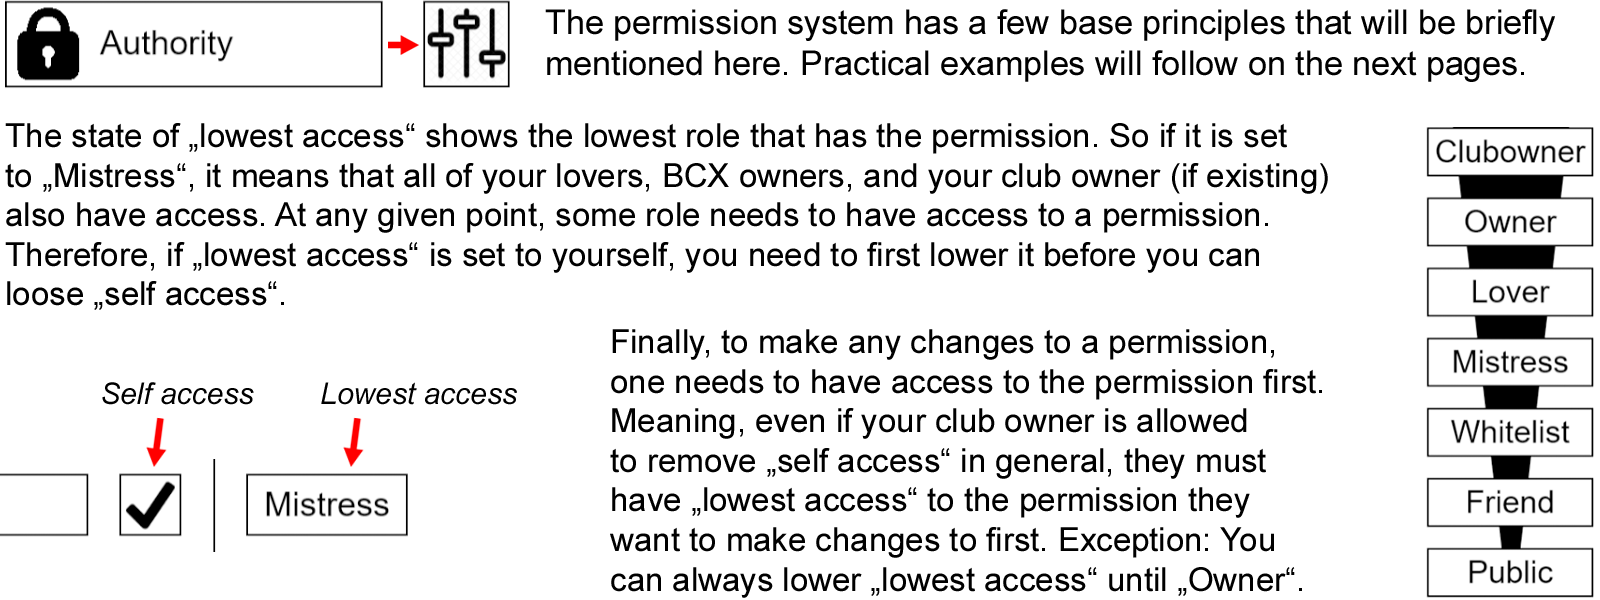 Authority
The permission system has a few base principles that will be briefly
mentioned here. Practical examples will follow on the next pages.
The state of „lowest access“ shows the lowest role that has the permission. So if it is set
to „Mistress“, it means that all of your lovers, BCX owners, and your club owner (if existing)
also have access. At any given point, some role needs to have access to a permission.
Therefore, if „lowest access“ is set to yourself, you need to first lower it before you can
loose „self access“.
Finally, to make any changes to a permission,
one needs to have access to the permission first.
Meaning, even if your club owner is allowed
to remove „self access“ in general, they must
have „lowest access“ to the permission they
want to make changes to first. Exception: You
can always lower „lowest access“ until „Owner“.
Self access
Lowest access
Mistress
Clubowner
Owner
Lover
Mistress
Whitelist
Friend
Public